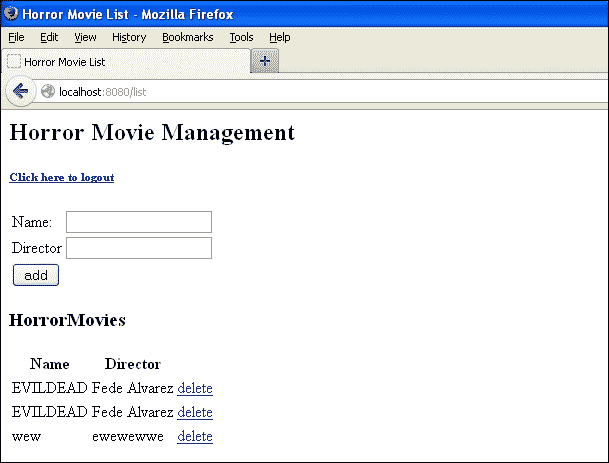 Horror Movie List - Mozilla Firefox
File Edit View History Bookmarks Tools Help
Horror Movie List
localhost:8080/list
Horror Movie Management
Click here to logout
Name:
Director
add
HorrorMovies
Name Director
EVILDEAD Fede Alvarez delete
EVILDEAD Fede Alvarez delete
wew ewewewwe delete